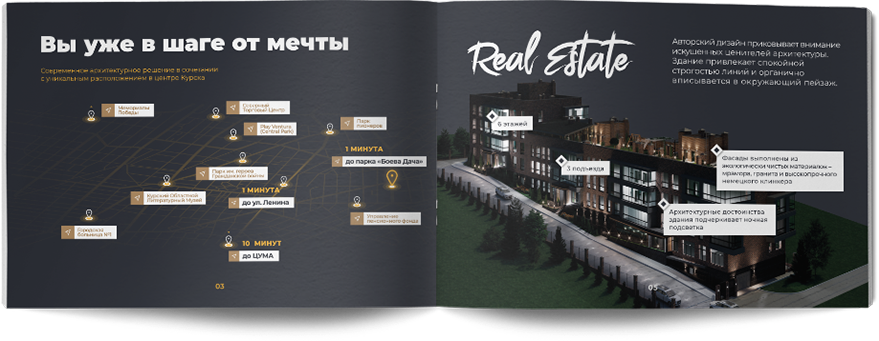 Вы уже в шаге от мечты
Современное архитектурное решение в сочетании
с уникальным расположением в центре Курска
Мемориалы
Победы
Торговый Центр
Play Ventura
(Central Park)
Парк
пионеров
1 МИНУТА
до парка «Боева Дача»
Парк им. героев
Гражданской войны
1 МИНУТА
до ул. Ленина
Курский Областной
Литературный Музей
Управление
пенсионного фонда
Городская
больница №1
10 МИНУТ
до ЦУМА
03
Real Estate
Авторский дизайн приковывает внимание
искушенных ценителей архитектуры.
Здание привлекает спокойной
строгостью линий и органично
вписывается в окружающий пейзаж.
6 этажей
3 подъезда
Фасады выполнены из
экологически чистых материалов –
мрамора, гранита и высокопрочного
немецкого клинкера
Архитектурные достоинства
здания подчеркивает ночная
подсветка
05